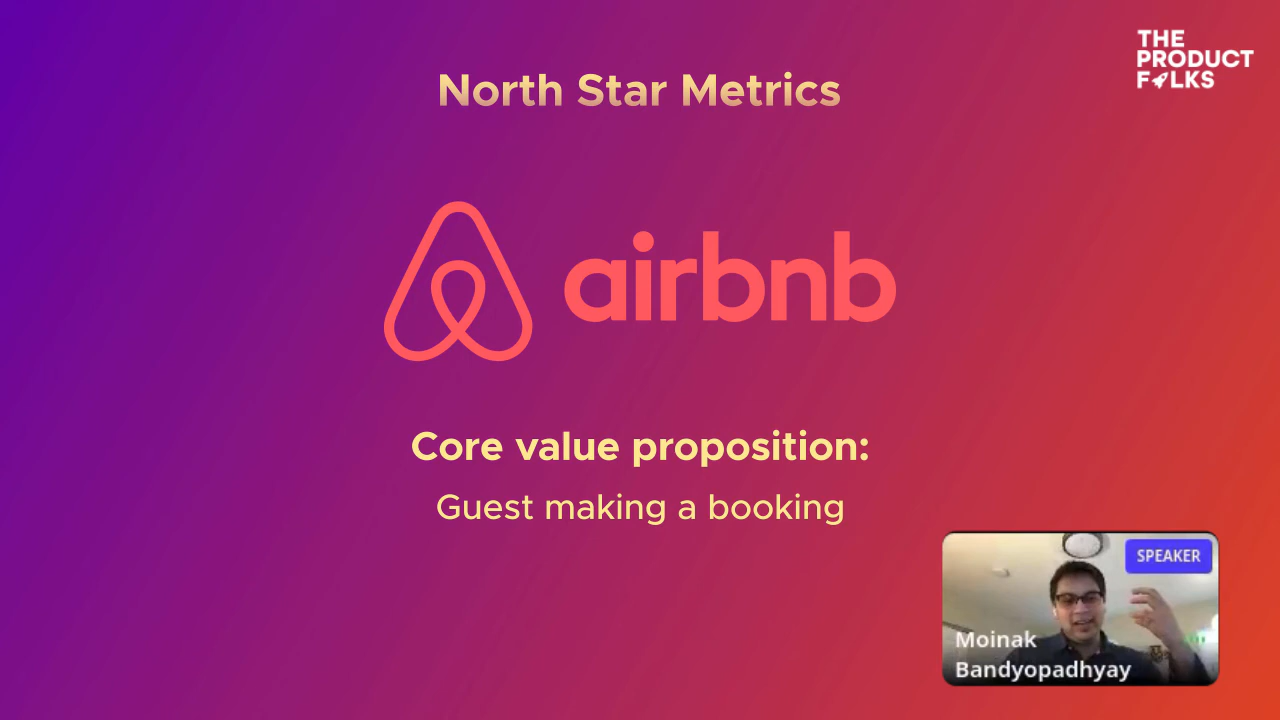 THE
PRODUCT
FOLKS
North Star Metrics
airbnb
Core value proposition:
Guest making a booking
SPEAKER
Moinak
Bandyopadhyay